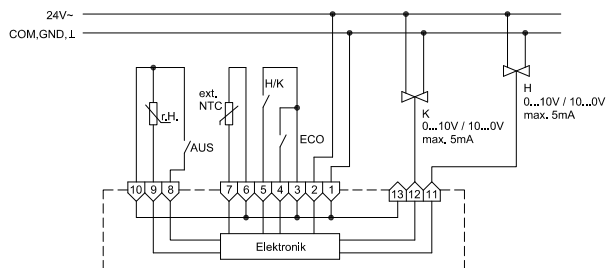 24V~
COM,GND,⊥
ext.
NTC
H/K
r.H.
AUS
ECO
K
0...10V / 10...0V
max. 5mA
H
0...10V / 10...0V
max. 5mA
10 9 8 7 6 5 4 3 2 1 13 12 11
Elektronik